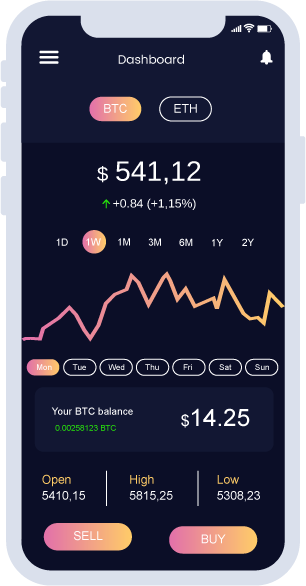 Dashboard
BTC ETH
$ 541,12
+0.84 (+1,15%)
1D 1W 1M 3M 6M 1Y 2Y
Mon Tue Wed Thu Fri Sat Sun
Your BTC balance
$14.25
0.00258123 BTC
Open High Low
5410,15 5815,25 5308,23
SELL BUY